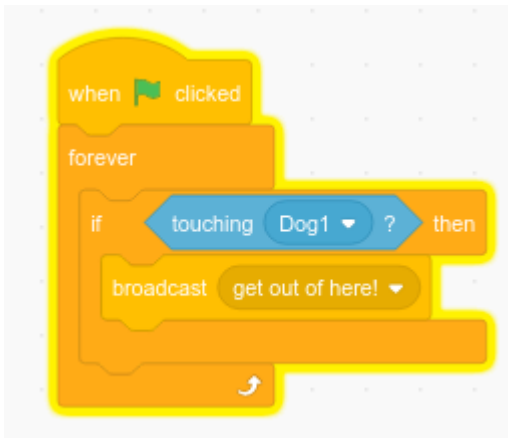 when clicked
forever
if touching Dog1 ? then
broadcast get out of here!